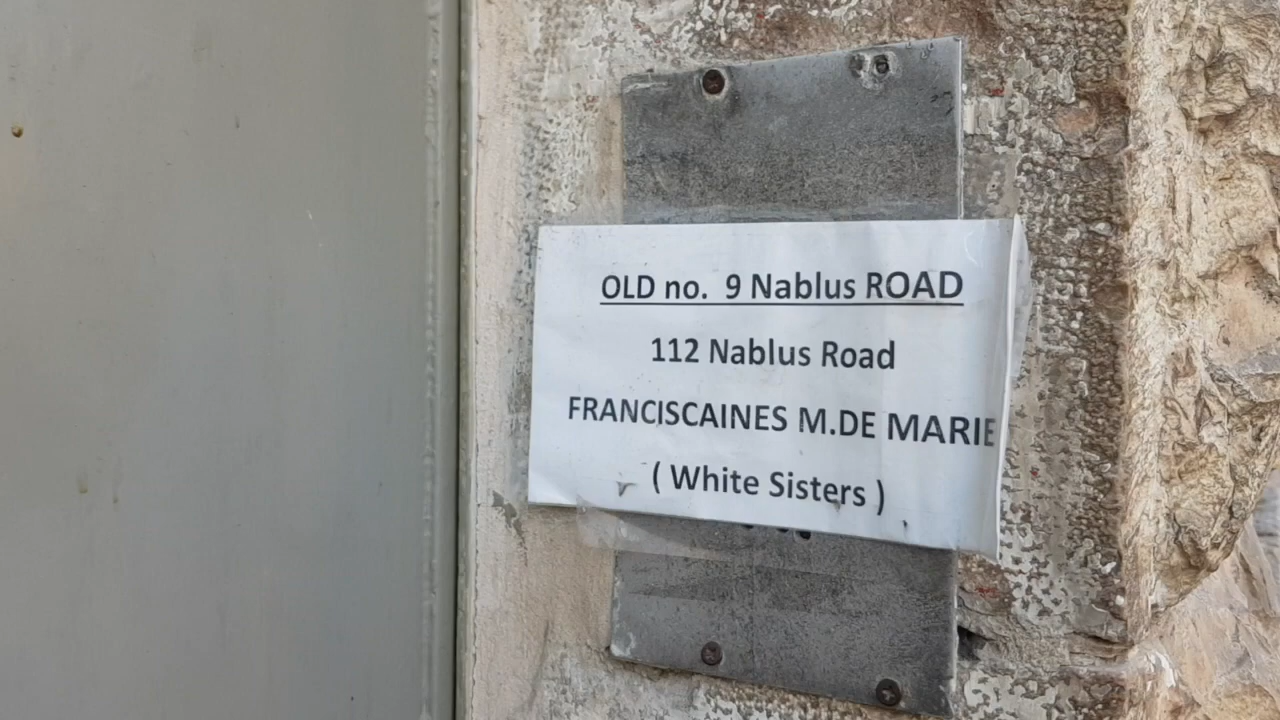 OLD no. 9 Nablus ROAD
112 Nablus Road
FRANCISCAINES M.DE MARIE
( White Sisters )